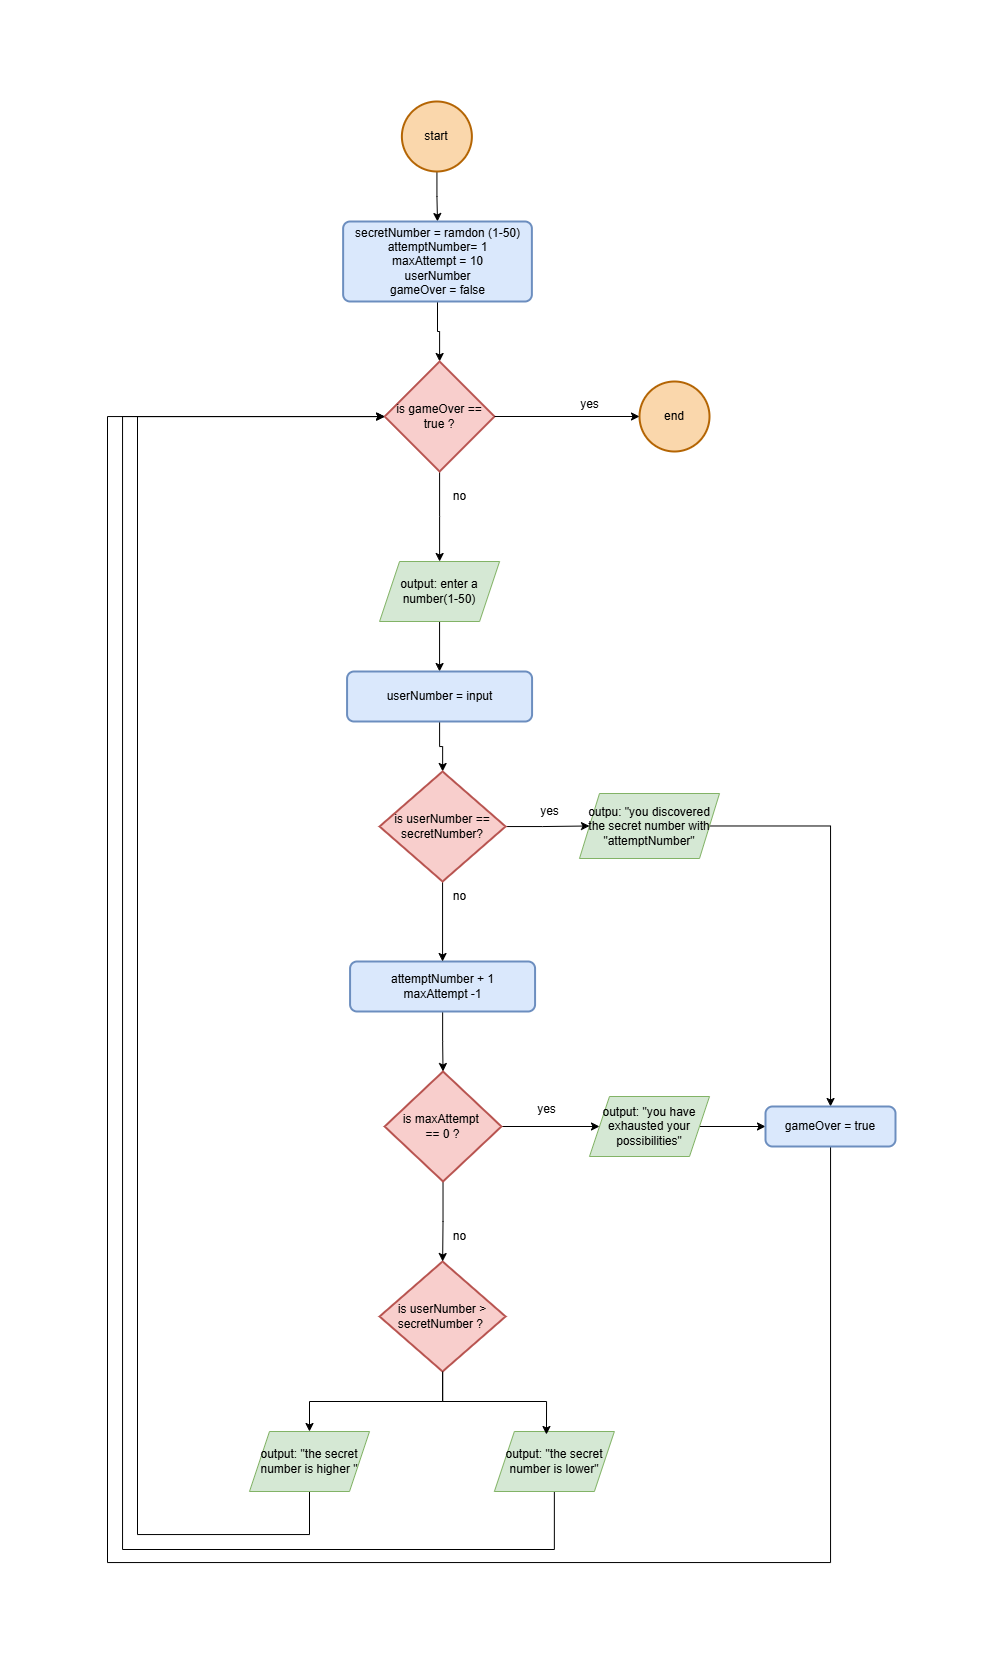 start
secretNumber = ramdon (1-50)
attemptNumber= 1
maxAttempt = 10
userNumber
gameOver = false
is gameOver ==
true ?
yes
end
no
output: enter a
number(1-50)
userNumber = input
is userNumber ==
secretNumber?
yes
outpu: "you discovered
the secret number with
"attemptNumber"
no
attemptNumber + 1
maxAttempt -1
is maxAttempt
== 0 ?
yes
output: "you have
exhausted your
possibilities"
gameOver = true
no
is userNumber >
secretNumber ?
output: "the secret
number is higher "
output: "the secret
number is lower"